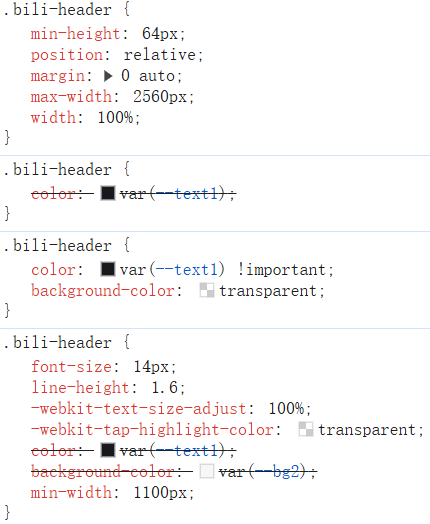 .bili-header {
min-height: 64px;
position: relative;
margin: 0 auto;
max-width: 2560px;
width: 100%;
}
.bili-header {
color: var(--text1);
}
.bili-header {
color: var(--text1) !important;
background-color: transparent;
}
.bili-header {
font-size: 14px;
line-height: 1.6;
-webkit-text-size-adjust: 100%;
-webkit-tap-highlight-color: transparent;
color: var(--text1);
background-color: var(--bg2);
min-width: 1100px;
}